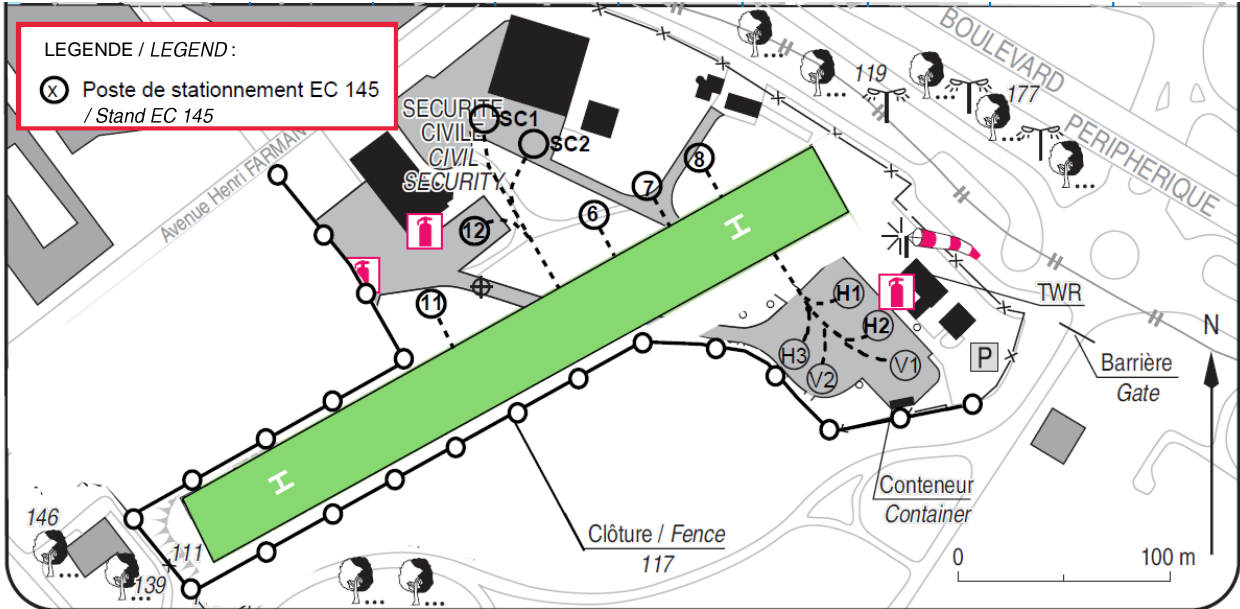 LEGENDE / LEGEND :
X Poste de stationnement EC 145
/ Stand EC 145
BOULEVARD
PERIPHERIQUE
119
177
Avenue Henri FARMAN
SECURITE
CIVILE
CIVIL
SECURITY
SC1
SC2
8
7
6
12
11
H
H
H1
H2
H3
V2
V1
TWR
P
N
Barrière
Gate
Conteneur
Container
Clôture / Fence
117
146
111
139
0 100 m